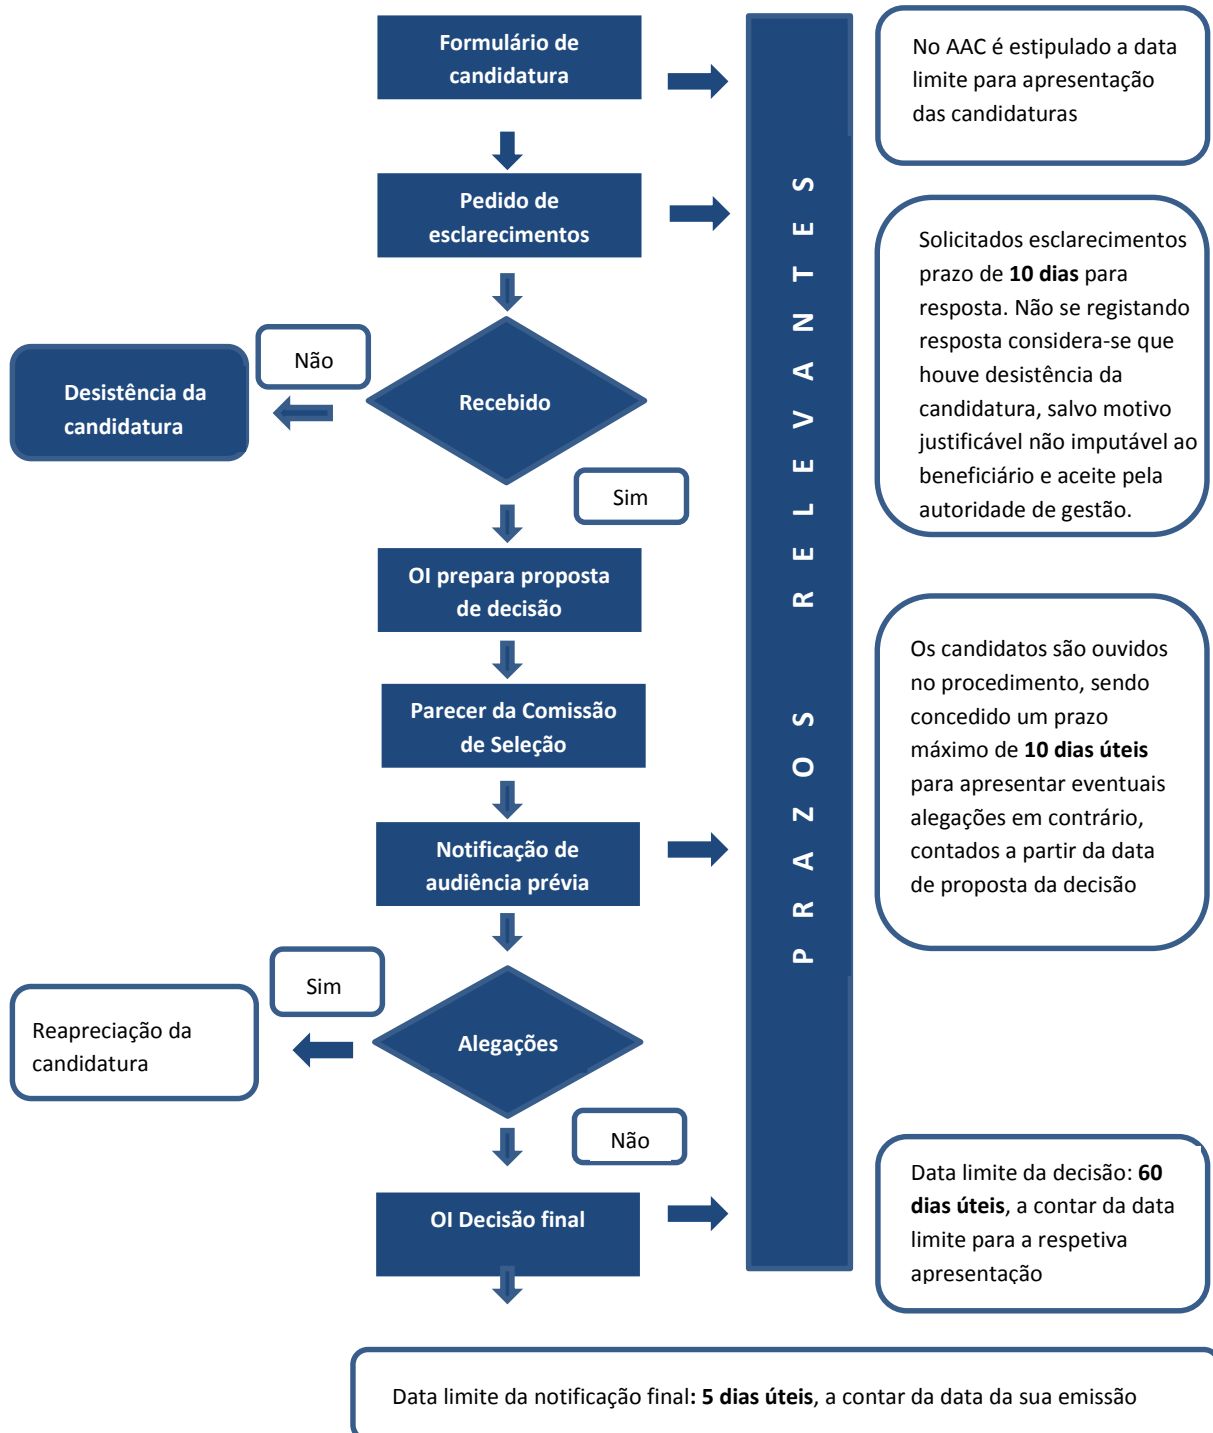 Formulário de
candidatura
No AAC é estipulado a data
limite para apresentação
das candidaturas
Pedido de
esclarecimentos
Solicitados esclarecimentos
prazo de 10 dias para
resposta. Não se registando
resposta considera-se que
houve desistência da
candidatura, salvo motivo
justificável não imputável ao
beneficiário e aceite pela
autoridade de gestão.
Recebido
Não
Desistência da
candidatura
Sim
OI prepara proposta
de decisão
Parecer da Comissão
de Seleção
Notificação de
audiência prévia
Os candidatos são ouvidos
no procedimento, sendo
concedido um prazo
máximo de 10 dias úteis
para apresentar eventuais
alegações em contrário,
contados a partir da data
de proposta da decisão
Alegações
Sim
Reapreciação da
candidatura
Não
OI Decisão final
Data limite da decisão: 60
dias úteis, a contar da data
limite para a respetiva
apresentação
PRAZOS RELEVANTES
Data limite da notificação final: 5 dias úteis, a contar da data da sua emissão